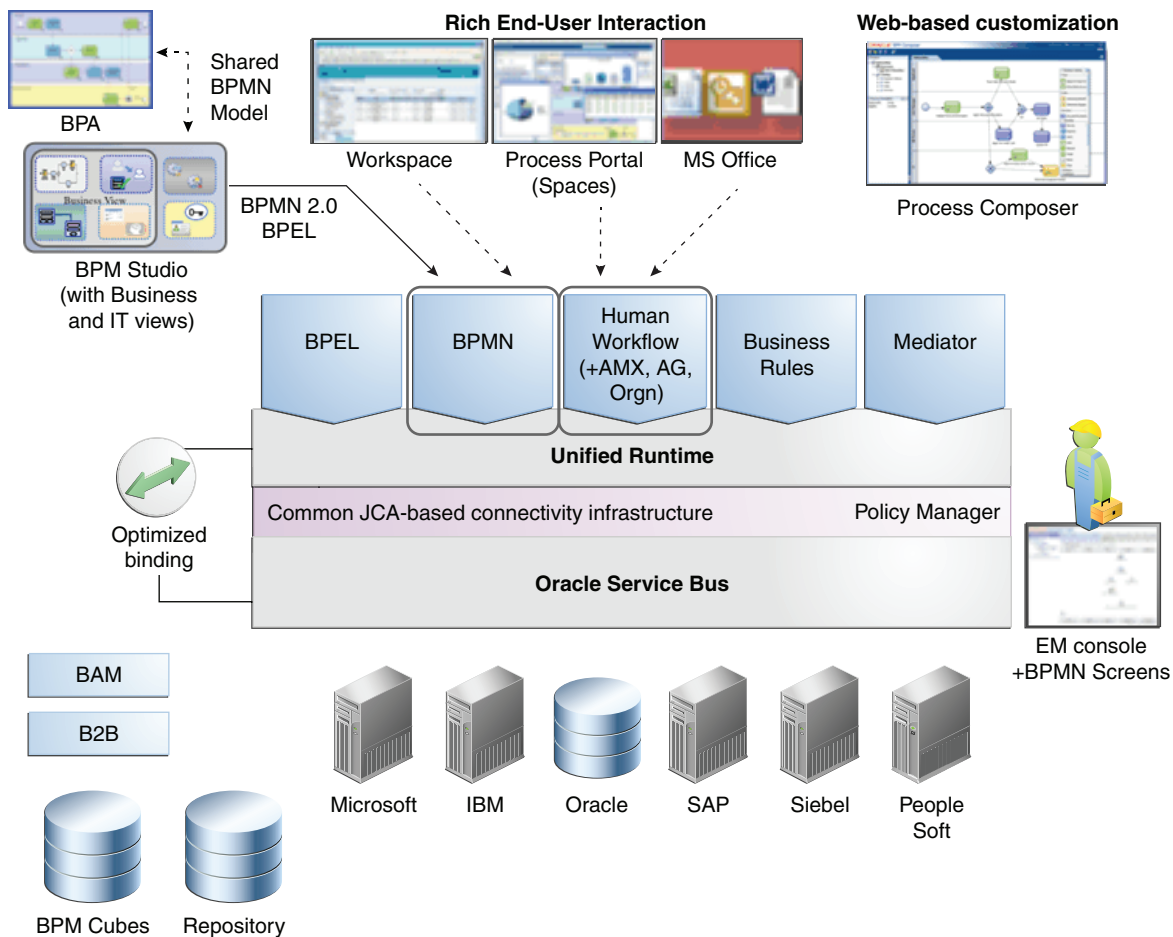 Rich End-User Interaction
Web-based customization
BPA
Shared
BPMN
Model
Workspace
Process Portal
(Spaces)
MS Office
Process Composer
Business View
BPMN 2.0
BPEL
BPM Studio
(with Business
and IT views)
BPEL
BPMN
Human
Workflow
(+AMX, AG,
Orgn)
Business
Rules
Mediator
Unified Runtime
Common JCA-based connectivity infrastructure
Policy Manager
Optimized
binding
Oracle Service Bus
EM console
+BPMN Screens
BAM
B2B
Microsoft
IBM
Oracle
SAP
Siebel
People
Soft
BPM Cubes
Repository